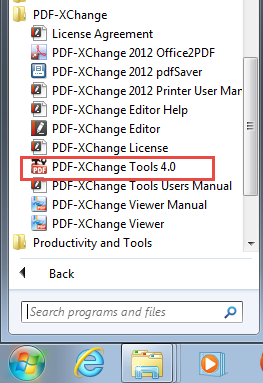 PDF-XChange
License Agreement
PDF-XChange 2012 Office2PDF
PDF-XChange 2012 pdfSaver
PDF-XChange 2012 Printer User Man
PDF-XChange Editor Help
PDF-XChange Editor
PDF-XChange License
PDF-XChange Tools 4.0
PDF-XChange Tools Users Manual
PDF-XChange Viewer Manual
PDF-XChange Viewer
Productivity and Tools
Back
Search programs and files